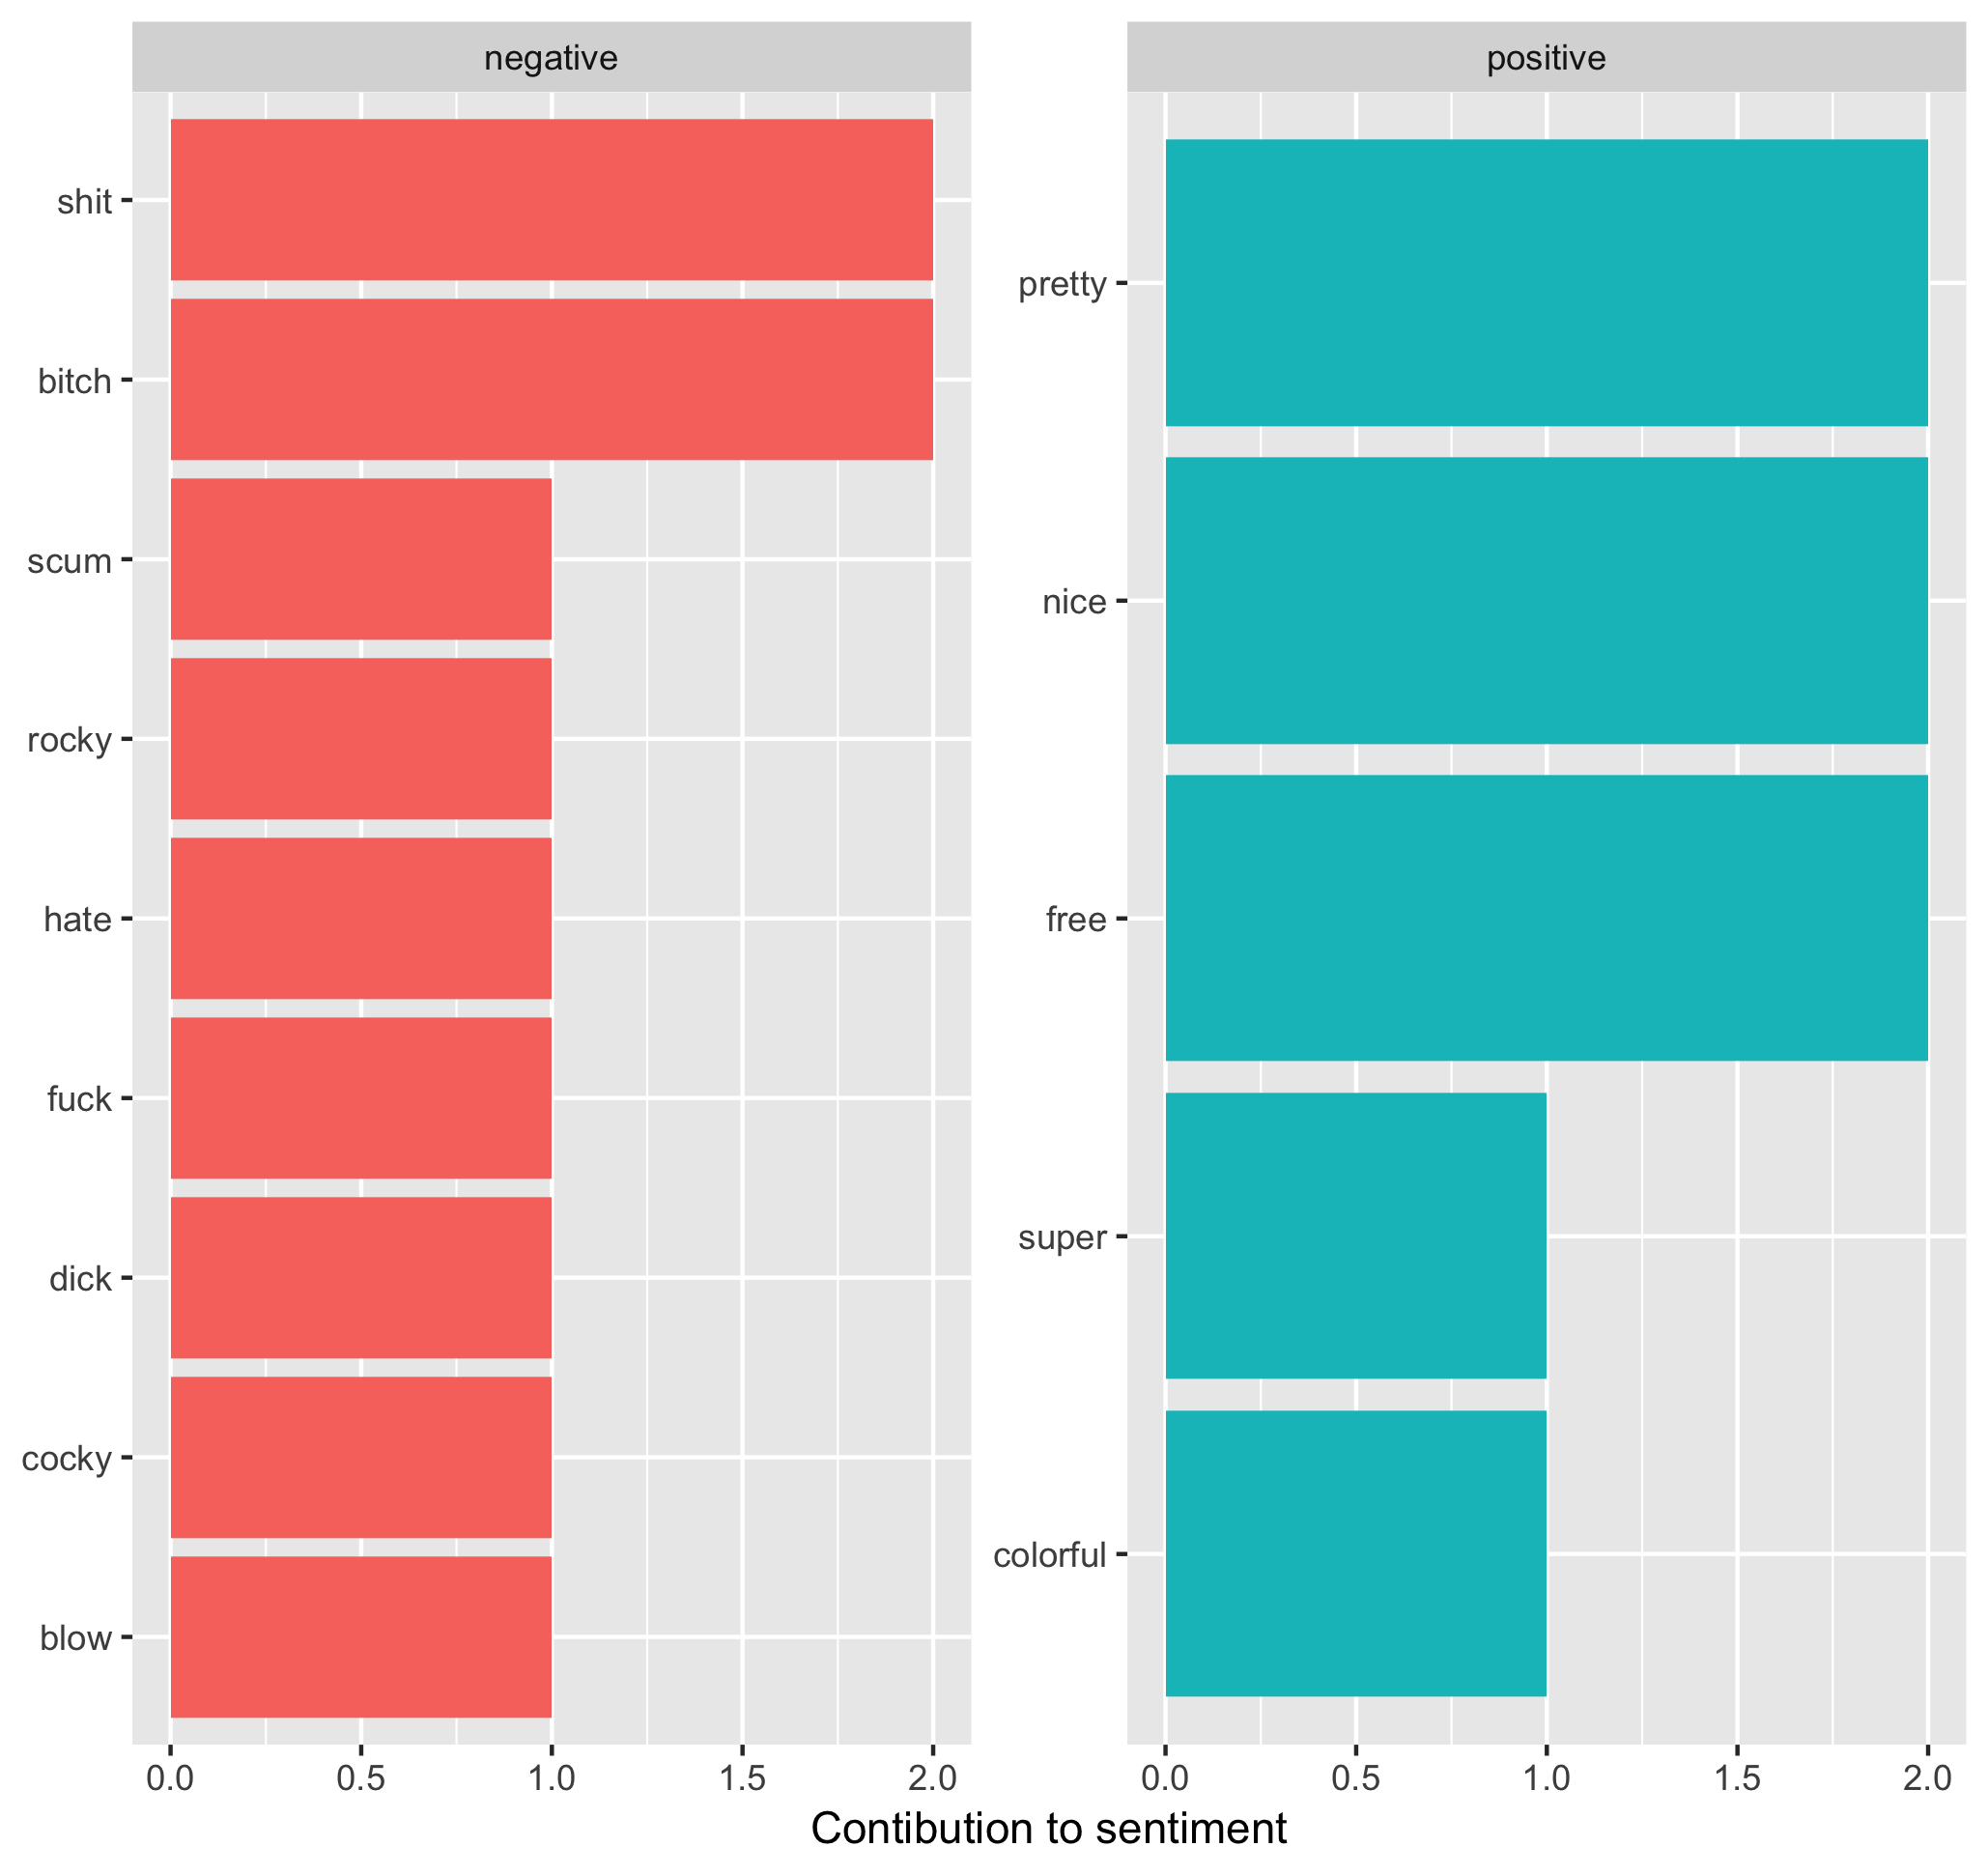 negative
shit
bitch
scum
rocky
hate
fuck
dick
cocky
blow
0.0 0.5 1.0 1.5 2.0
positive
pretty
nice
free
super
colorful
0.0 0.5 1.0 1.5 2.0
Contibution to sentiment